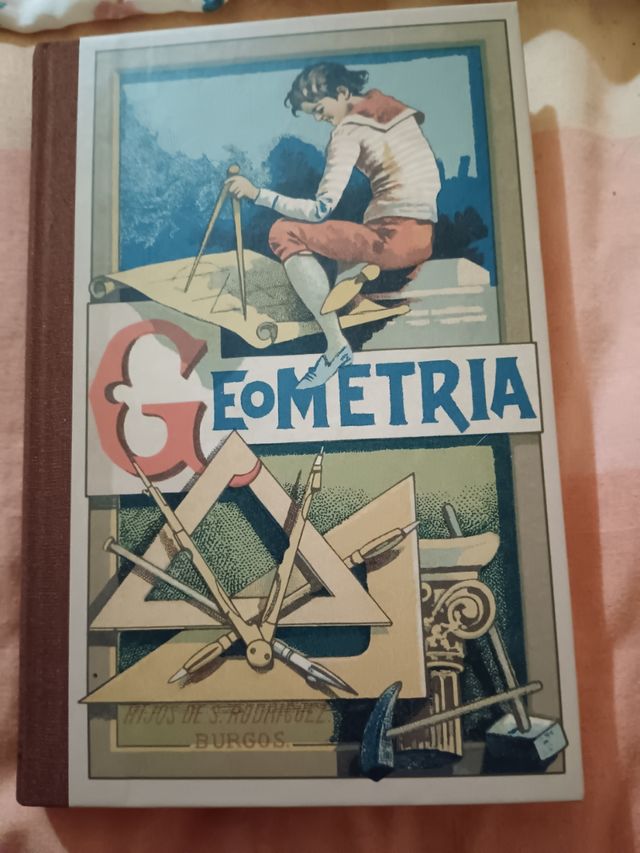 GEOMETRIA
HIJOS DE S. RODRIGUEZ
BURGOS.